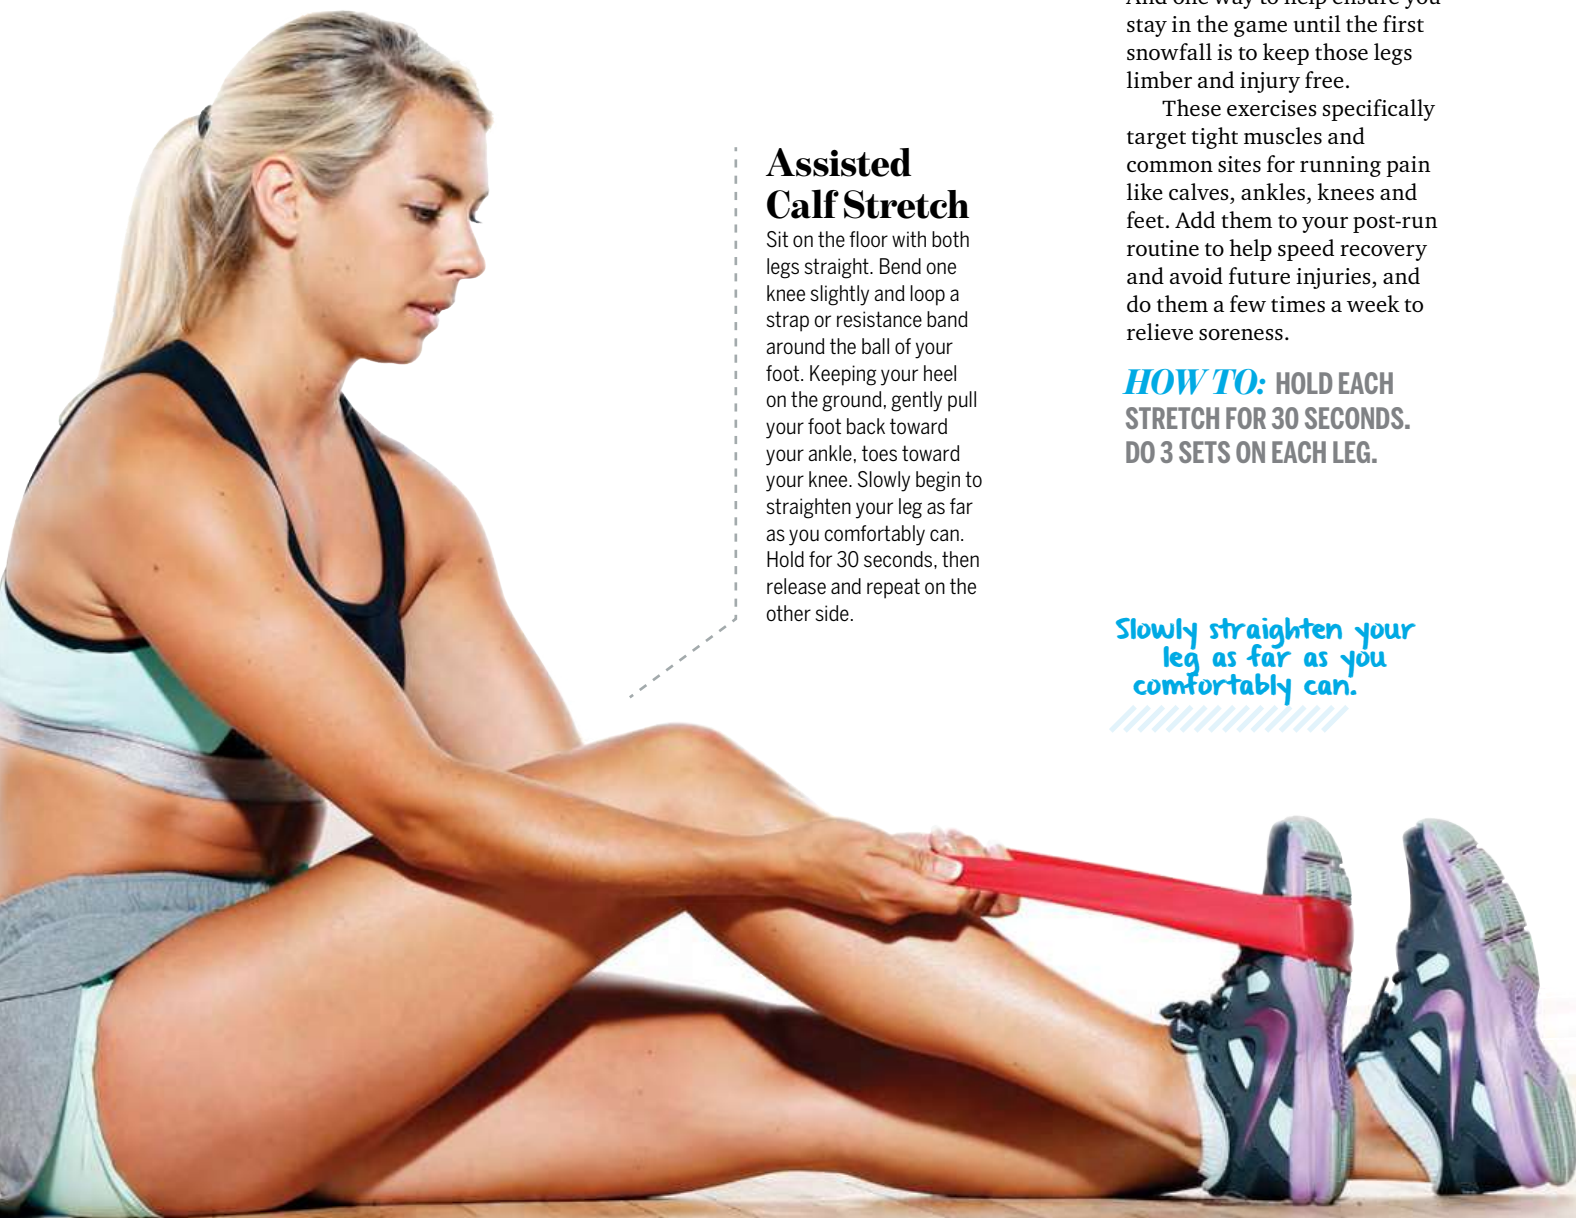 Assisted
Calf Stretch
Sit on the floor with both
legs straight. Bend one
knee slightly and loop a
strap or resistance band
around the ball of your
foot. Keeping your heel
on the ground, gently pull
your foot back toward
your ankle, toes toward
your knee. Slowly begin to
straighten your leg as far
as you comfortably can.
Hold for 30 seconds, then
release and repeat on the
other side.
And one way to help ensure you
stay in the game until the first
snowfall is to keep those legs
limber and injury free.
These exercises specifically
target tight muscles and
common sites for running pain
like calves, ankles, knees and
feet. Add them to your post-run
routine to help speed recovery
and avoid future injuries, and
do them a few times a week to
relieve soreness.
HOW TO: HOLD EACH
STRETCH FOR 30 SECONDS.
DO 3 SETS ON EACH LEG.
Slowly straighten your
leg as far as you
comfortably can.